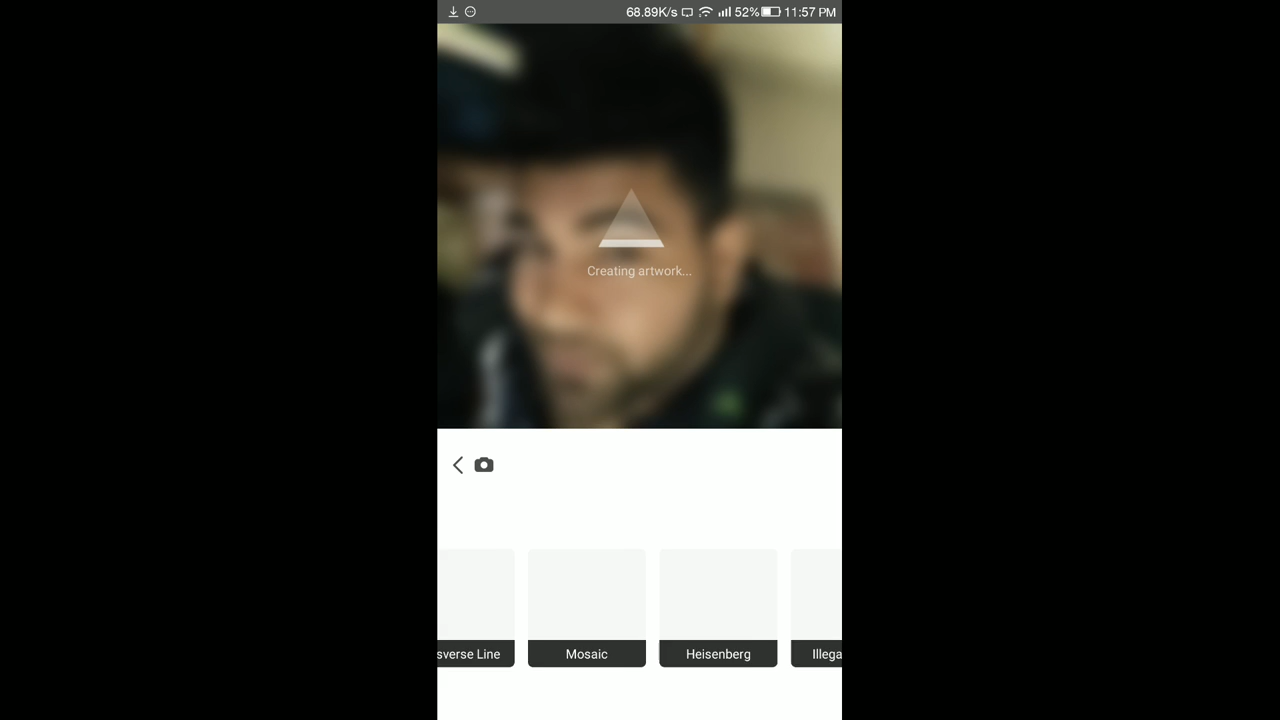 68.89K/s 52% 11:57 PM
Creating artwork...
sverse Line Mosaic Heisenberg Illega